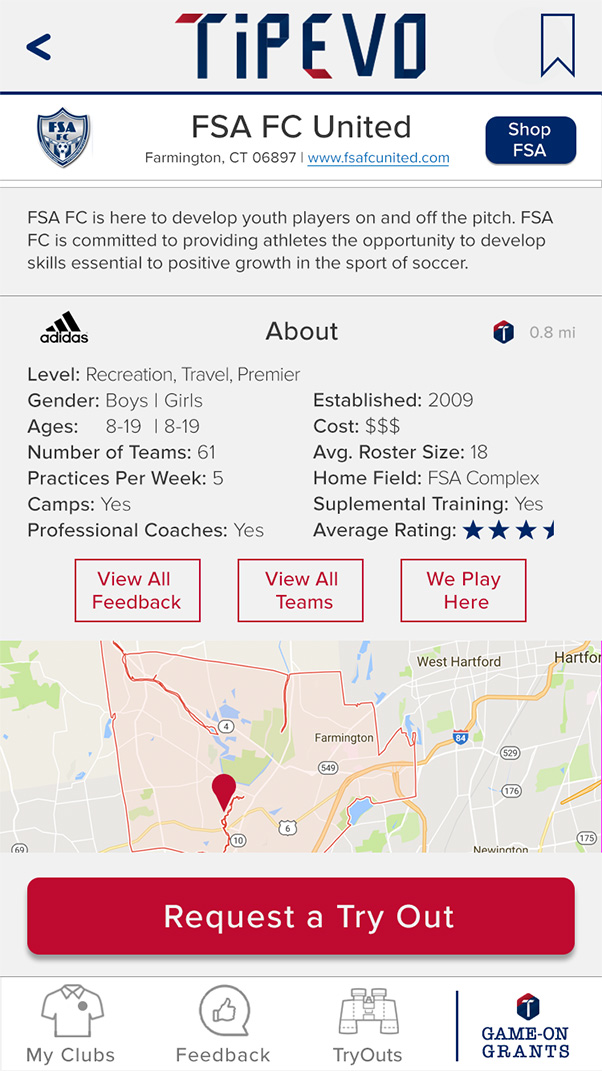 <
TiPEVO
FSA
FC
FSA FC United
Farmington, CT 06897 | www.fsafcunited.com
Shop
FSA
FSA FC is here to develop youth players on and off the pitch. FSA
FC is committed to providing athletes the opportunity to develop
skills essential to positive growth in the sport of soccer.
adidas
About
0.8 mi
Level: Recreation, Travel, Premier
Gender: Boys | Girls
Ages: 8-19 | 8-19
Number of Teams: 61
Practices Per Week: 5
Camps: Yes
Professional Coaches: Yes
Established: 2009
Cost: $$$
Avg. Roster Size: 18
Home Field: FSA Complex
Suplemental Training: Yes
Average Rating:
View All
Feedback
View All
Teams
We Play
Here
West Hartford
Hartfor
4
Farmington
84
529
549
176
6
10
175
69
Newington
Request a Try Out
My Clubs
Feedback
TryOuts
GAME-ON
GRANTS